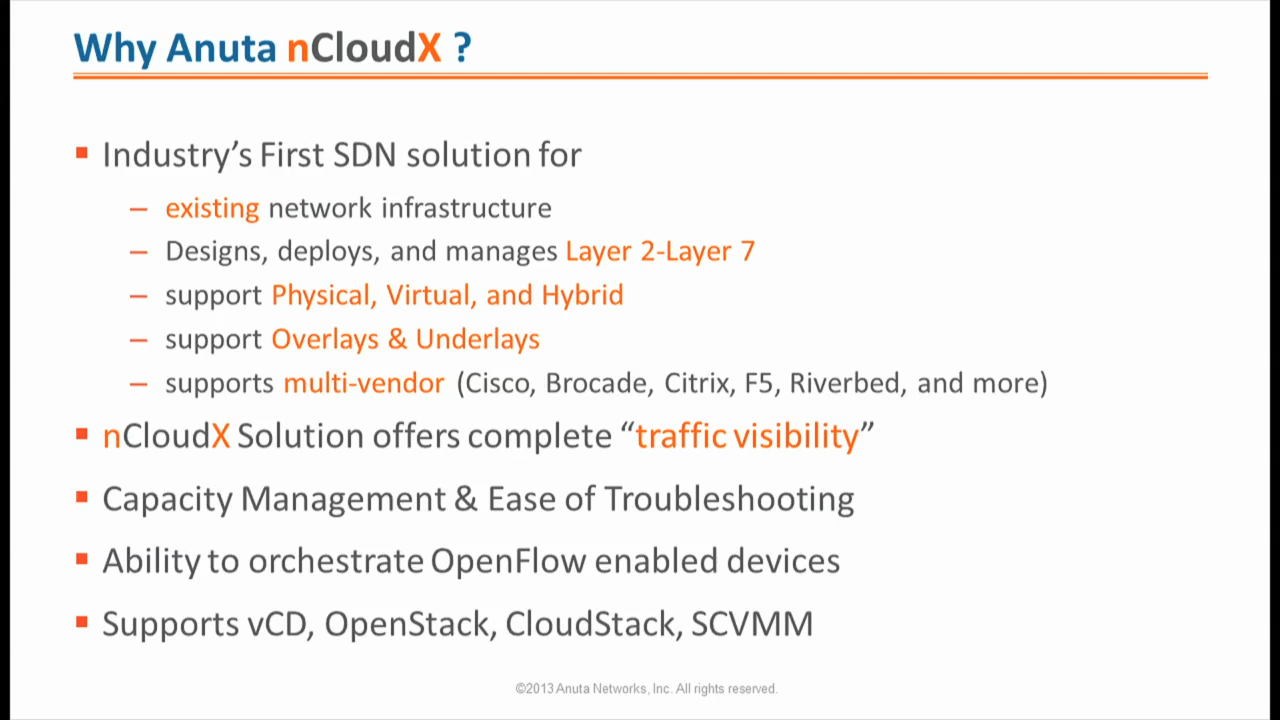 Why Anuta nCloudX ?
Industry’s First SDN solution for
– existing network infrastructure
– Designs, deploys, and manages Layer 2-Layer 7
– support Physical, Virtual, and Hybrid
– support Overlays & Underlays
– supports multi-vendor (Cisco, Brocade, Citrix, F5, Riverbed, and more)
nCloudX Solution offers complete “traffic visibility”
Capacity Management & Ease of Troubleshooting
Ability to orchestrate OpenFlow enabled devices
Supports vCD, OpenStack, CloudStack, SCVMM
©2013 Anuta Networks, Inc. All rights reserved.